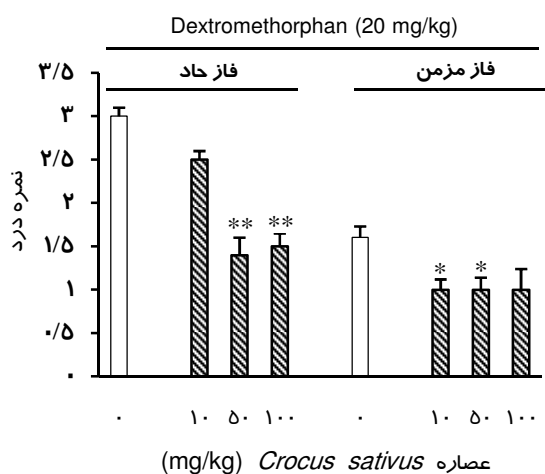 Dextromethorphan (20 mg/kg)
فاز حاد
فاز مزمن
نمره درد
۳/۵
۳
۲/۵
۲
۱/۵
۱
۰/۵
۰
** ** * *
۰ ۱۰ ۵۰ ۱۰۰ ۰ ۱۰ ۵۰ ۱۰۰
عصاره Crocus sativus (mg/kg)